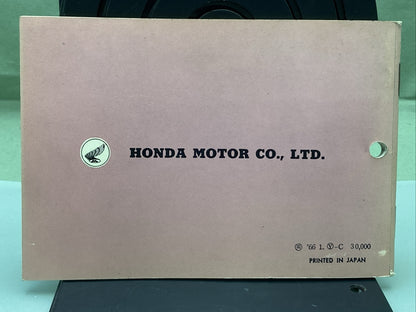 HONDA MOTOR CO., LTD.
'66 1. Ⓨ-C 30,000
PRINTED IN JAPAN